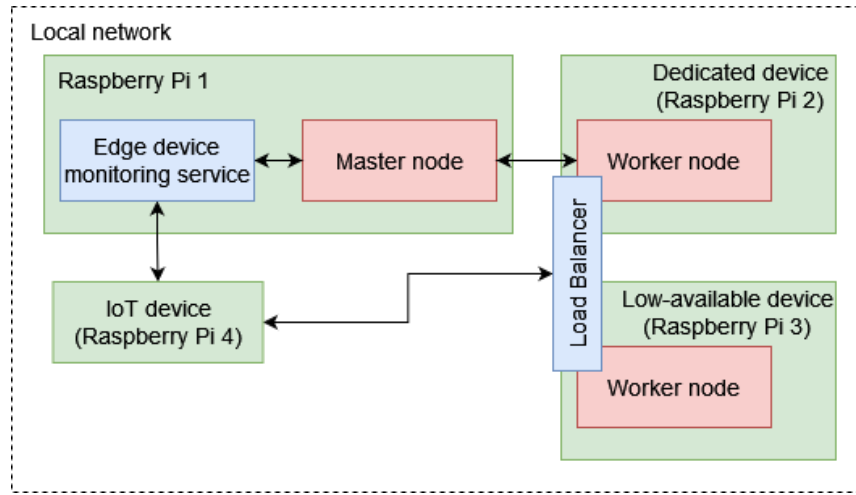 Local network
Raspberry Pi 1
Edge device
monitoring service
Master node
Dedicated device
(Raspberry Pi 2)
Worker node
Load Balancer
IoT device
(Raspberry Pi 4)
Low-available device
(Raspberry Pi 3)
Worker node